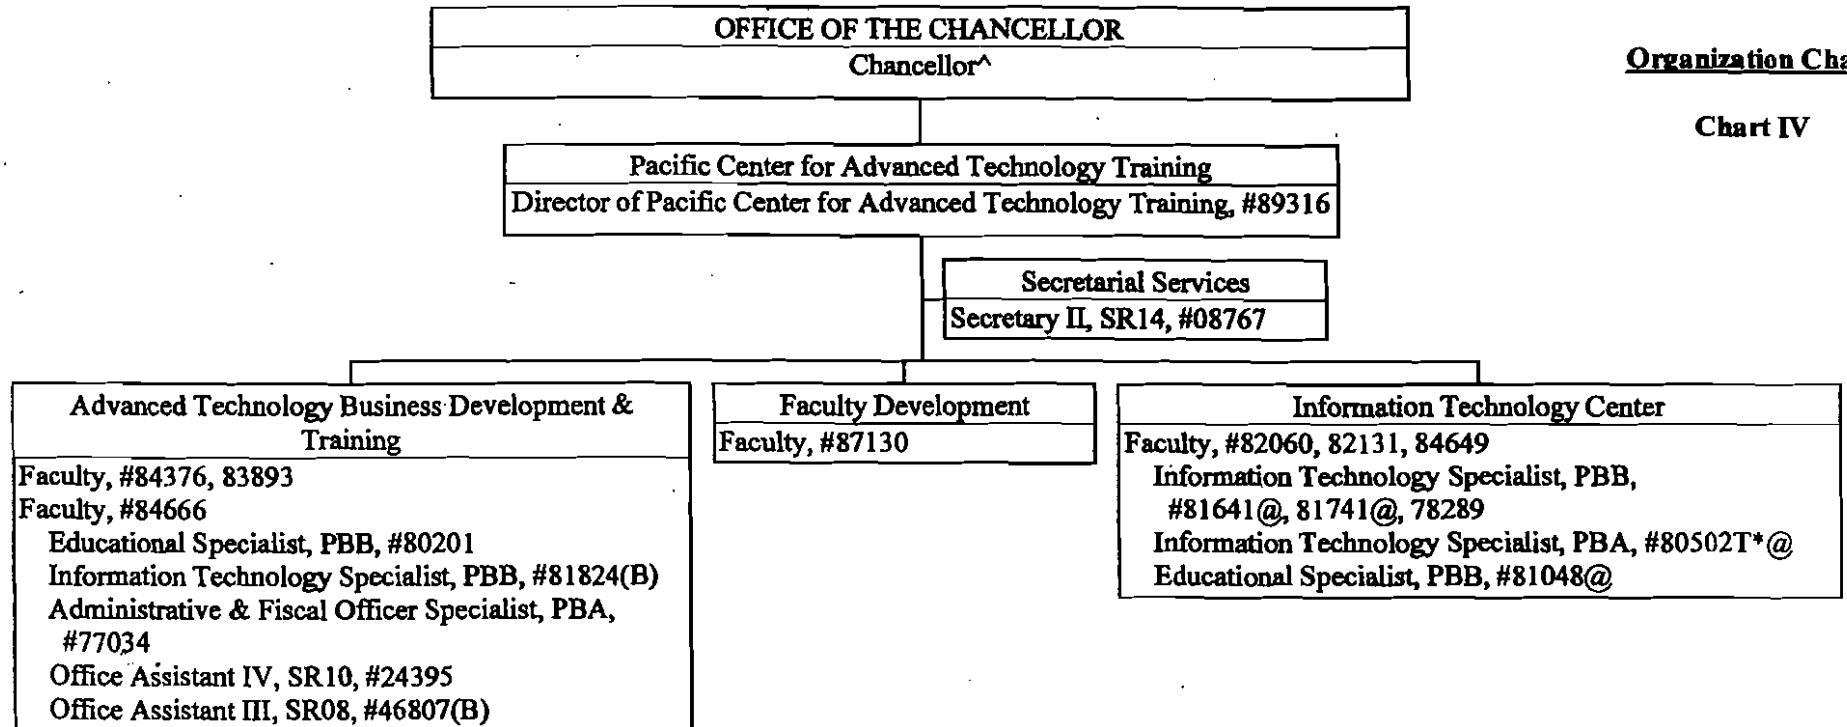 OFFICE OF THE CHANCELLOR
Chancellor^
Organization Cha
Chart IV
Pacific Center for Advanced Technology Training
Director of Pacific Center for Advanced Technology Training, #89316
Secretarial Services
Secretary II, SR14, #08767
Advanced Technology Business Development &
Training
Faculty, #84376, 83893
Faculty, #84666
Educational Specialist, PBB, #80201
Information Technology Specialist, PBB, #81824(B)
Administrative & Fiscal Officer Specialist, PBA,
#77034
Office Assistant IV, SR10, #24395
Office Assistant III, SR08, #46807(B)
Faculty Development
Faculty, #87130
Information Technology Center
Faculty, #82060, 82131, 84649
Information Technology Specialist, PBB,
#81641@, 81741@, 78289
Information Technology Specialist, PBA, #80502T*@
Educational Specialist, PBB, #81048@